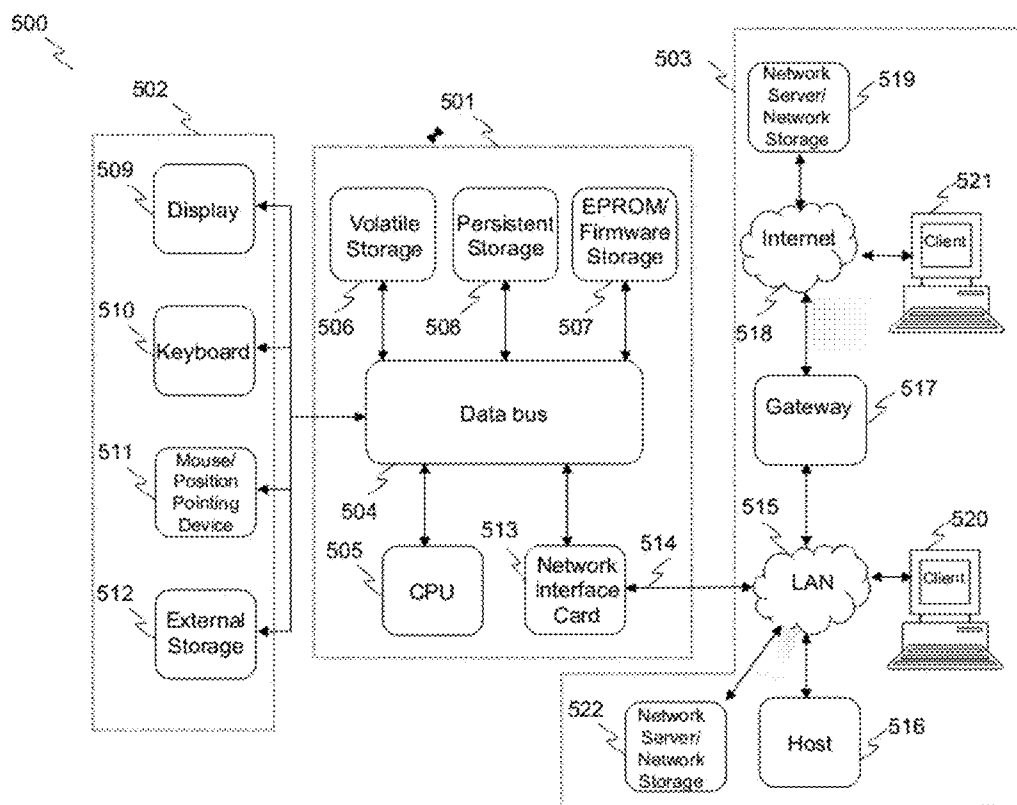 500
502
501
503
Network
Server/
Network
Storage
519
509
Display
Volatile
Storage
Persistent
Storage
EPROM/
Firmware
Storage
Internet
521
Client
510
Keyboard
506
508
507
518
Data bus
Gateway
517
511
Mouse/
Position
Pointing
Device
504
513
514
515
520
505
CPU
Network
interface
Card
LAN
Client
512
External
Storage
522
Network
Server/
Network
Storage
Host
516